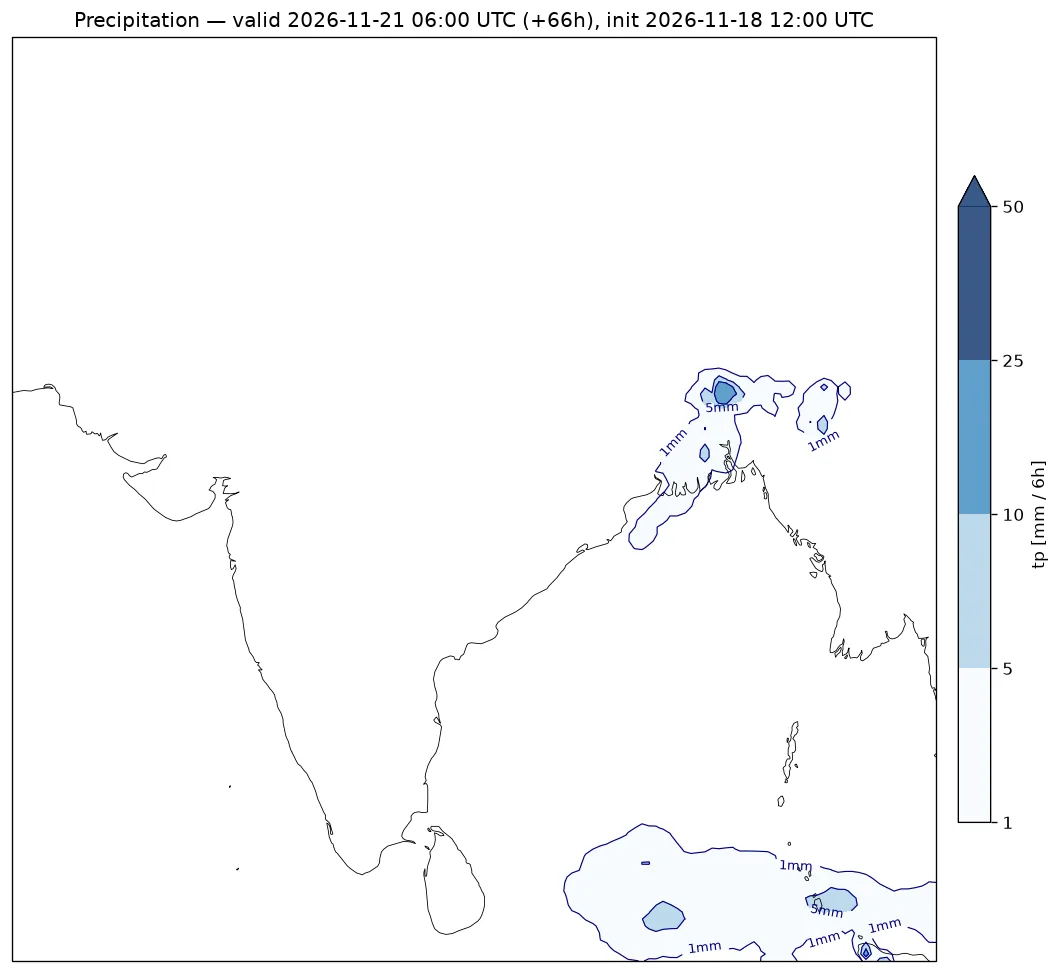 Precipitation — valid 2026-11-21 06:00 UTC (+66h), init 2026-11-18 12:00 UTC
50
25
10
5
1
tp [mm / 6h]
5mm
1mm
1mm
1mm
5mm
1mm
1mm
1mm